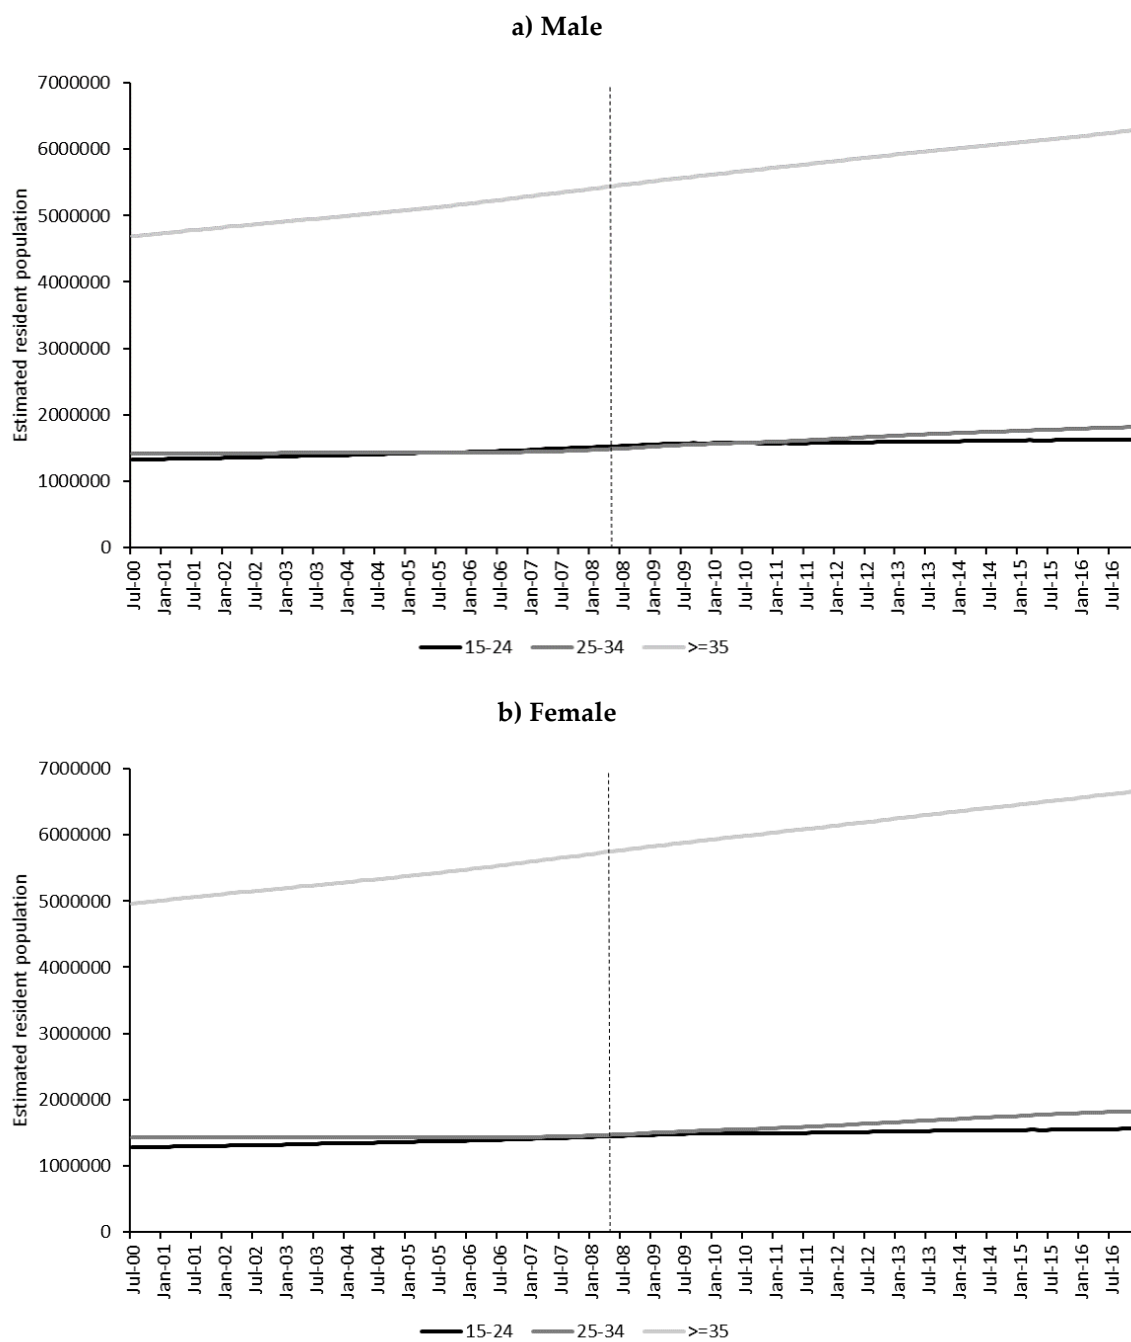 a) Male
7000000
6000000
5000000
4000000
3000000
2000000
1000000
0
Estimated resident population
Jul-00
Jan-01
Jul-01
Jan-02
Jul-02
Jan-03
Jul-03
Jan-04
Jul-04
Jan-05
Jul-05
Jan-06
Jul-06
Jan-07
Jul-07
Jan-08
Jul-08
Jan-09
Jul-09
Jan-10
Jul-10
Jan-11
Jul-11
Jan-12
Jul-12
Jan-13
Jul-13
Jan-14
Jul-14
Jan-15
Jul-15
Jan-16
Jul-16
15-24 25-34 >=35
b) Female
7000000
6000000
5000000
4000000
3000000
2000000
1000000
0
Estimated resident population
Jul-00
Jan-01
Jul-01
Jan-02
Jul-02
Jan-03
Jul-03
Jan-04
Jul-04
Jan-05
Jul-05
Jan-06
Jul-06
Jan-07
Jul-07
Jan-08
Jul-08
Jan-09
Jul-09
Jan-10
Jul-10
Jan-11
Jul-11
Jan-12
Jul-12
Jan-13
Jul-13
Jan-14
Jul-14
Jan-15
Jul-15
Jan-16
Jul-16
15-24 25-34 >=35